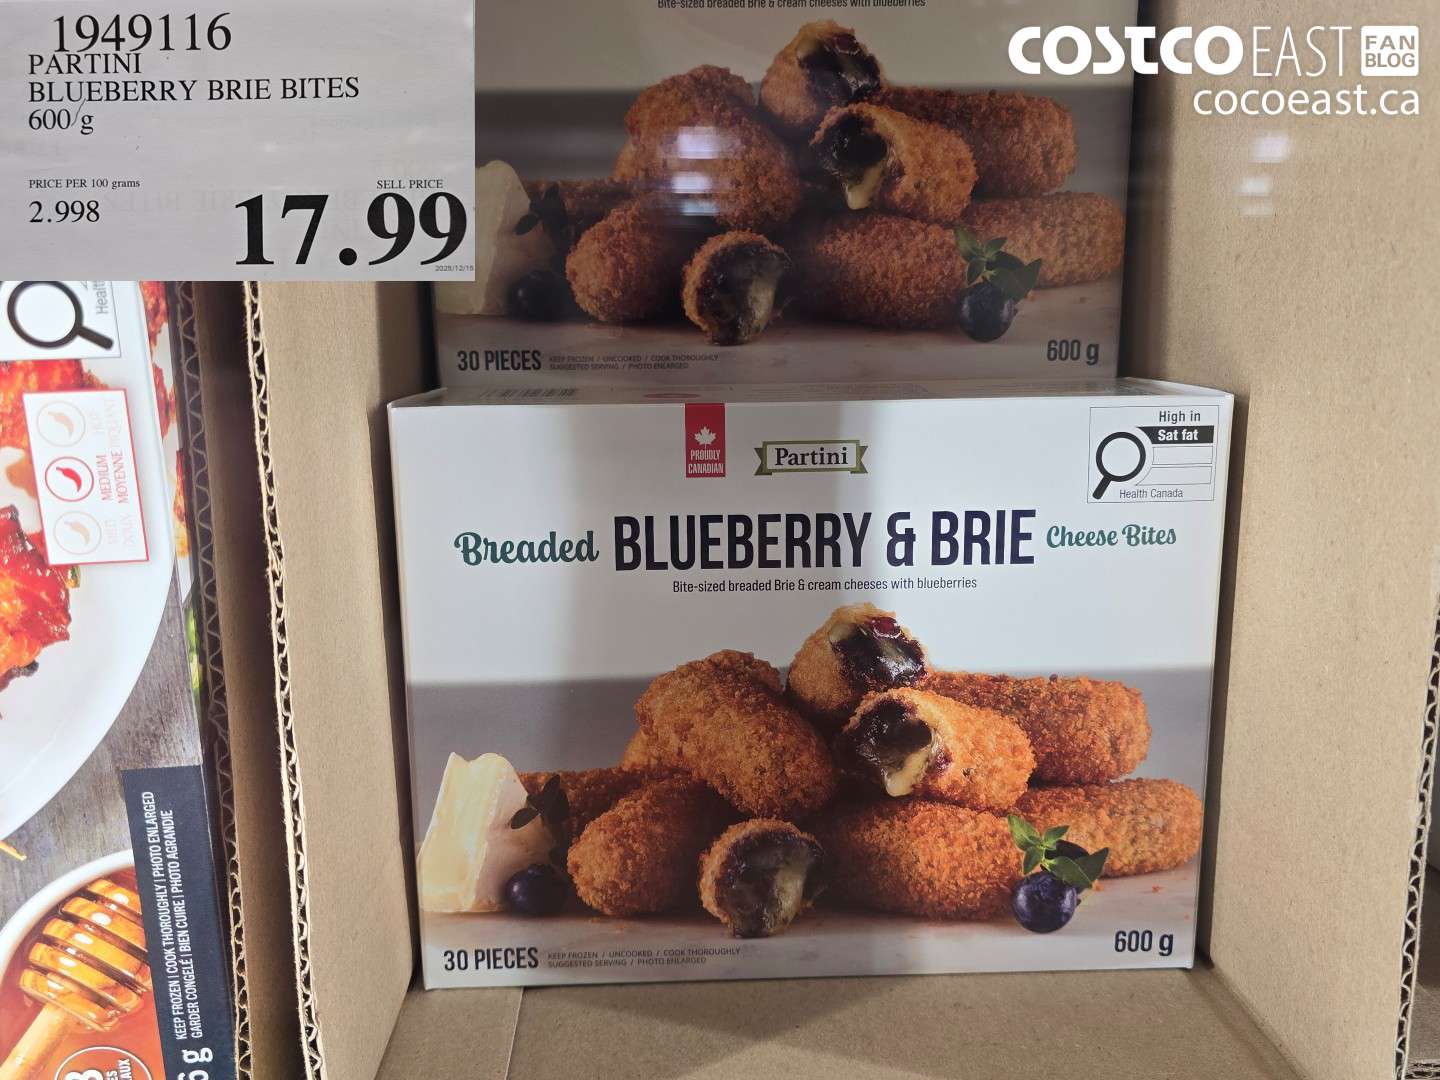 1949116
PARTINI
BLUEBERRY BRIE BITES
600 g
PRICE PER 100 grams
2.998
SELL PRICE
17.99
COSTCO EAST FAN BLOG
cocoeast.ca
Bite-sized breaded Brie & cream cheeses with blueberries
30 PIECES
KEEP FROZEN / UNCOOKED / COOK THOROUGHLY
SUGGESTED SERVING / PHOTO ENLARGED
600 g
PROUDLY
CANADIAN
Partini
High in
Sat fat
Health Canada
Breaded BLUEBERRY & BRIE Cheese Bites
Bite-sized breaded Brie & cream cheeses with blueberries
30 PIECES
KEEP FROZEN / UNCOOKED / COOK THOROUGHLY
SUGGESTED SERVING / PHOTO ENLARGED
600 g
Health
HOT
MEDIUM
MOYENNE
MILD
KEEP FROZEN | COOK THOROUGHLY | PHOTO ENLARGED
GARDER CONGELÉ | BIEN CUIRE | PHOTO AGRANDIE